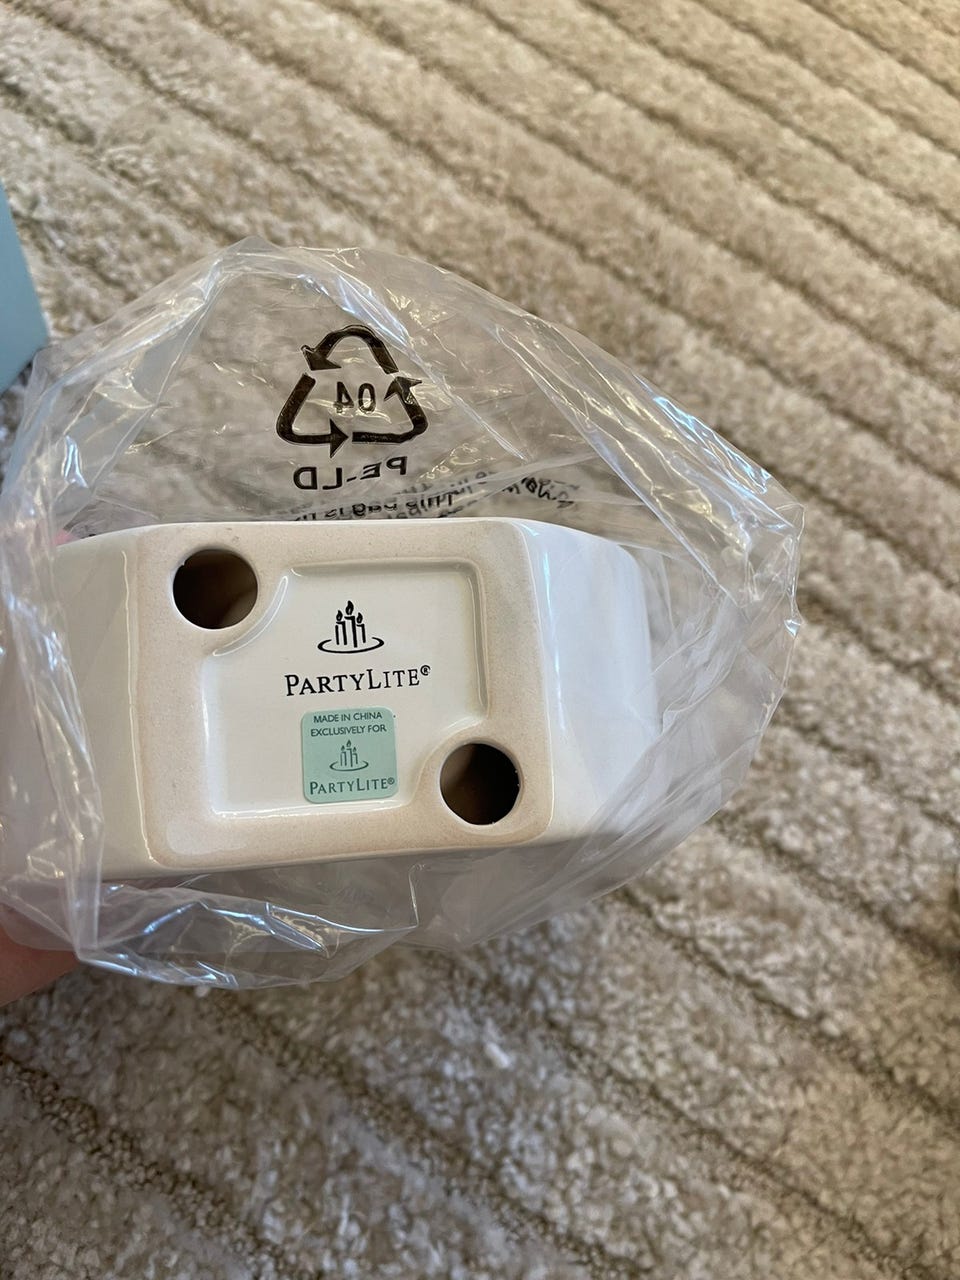 04
PE-LD
PARTYLITE®
MADE IN CHINA
EXCLUSIVELY FOR
PARTYLITE®